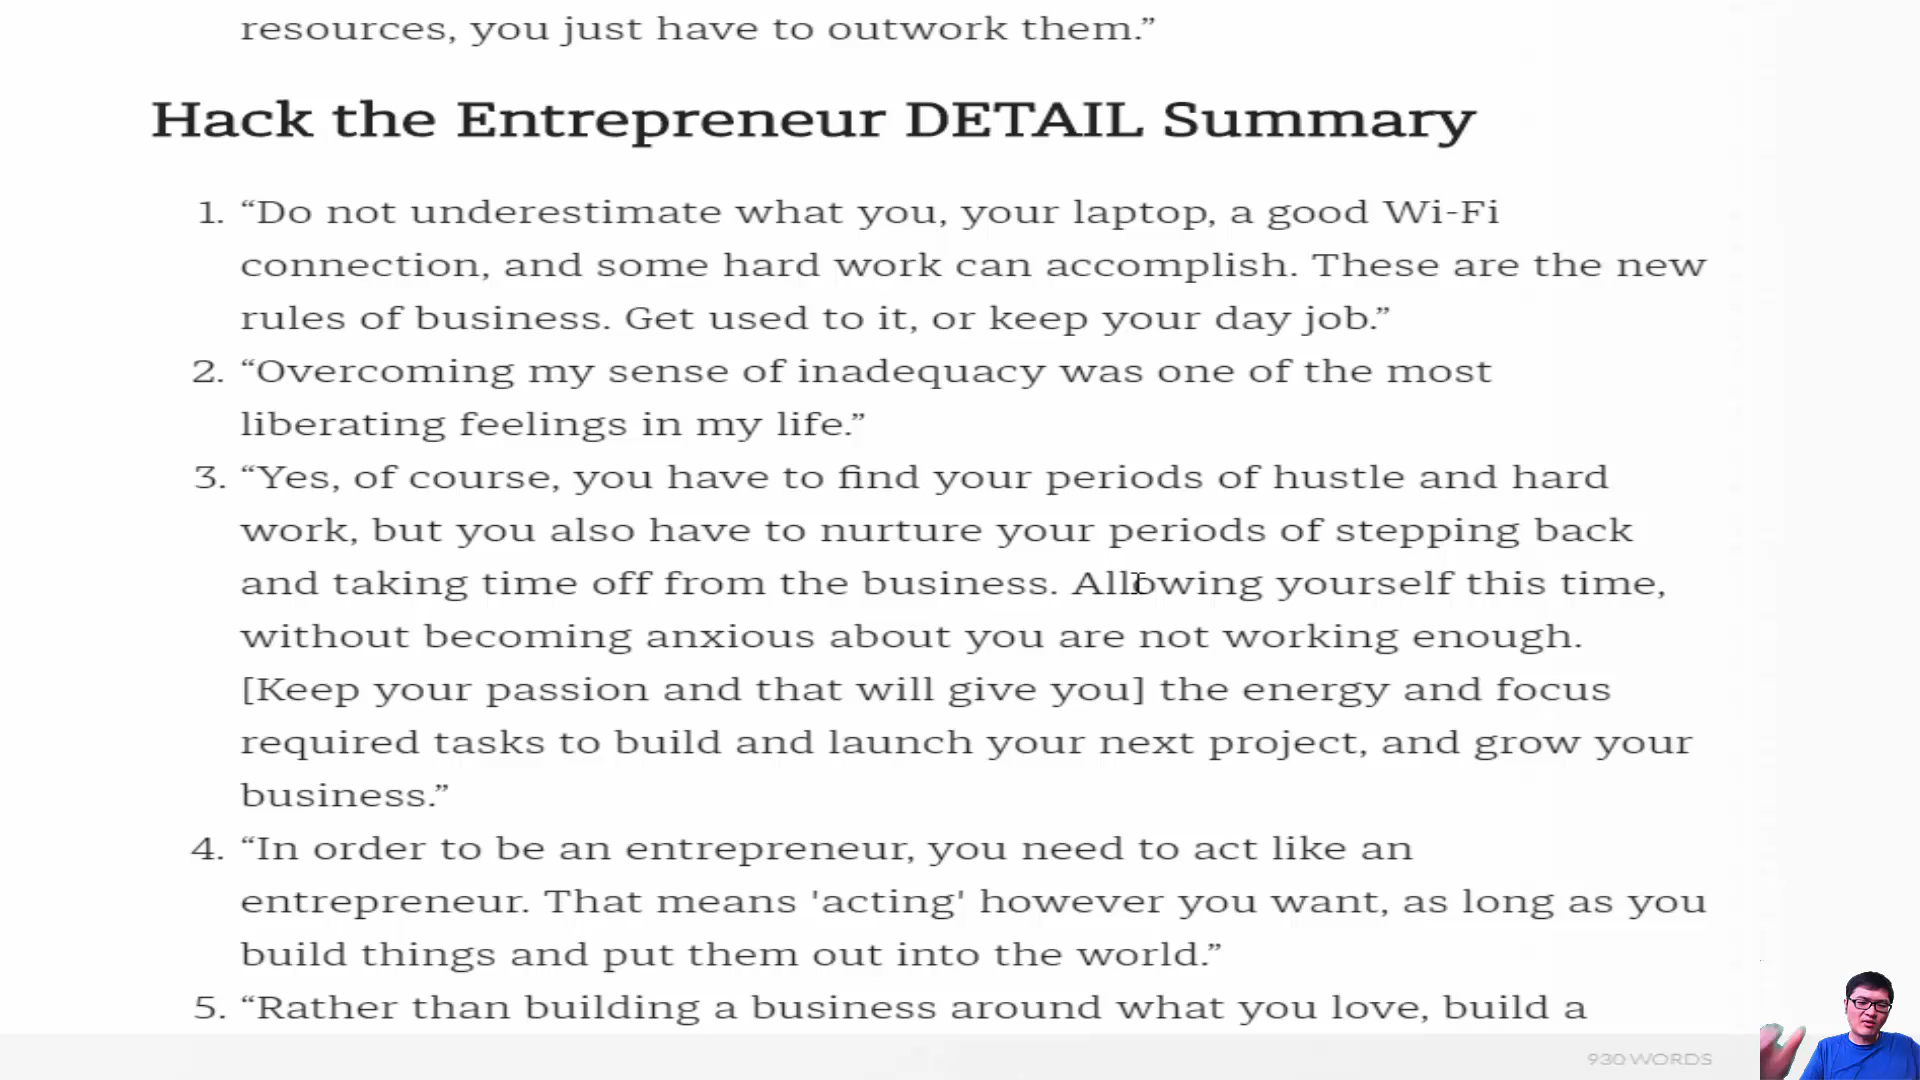 resources, you just have to outwork them.”
Hack the Entrepreneur DETAIL Summary
1. “Do not underestimate what you, your laptop, a good Wi-Fi
connection, and some hard work can accomplish. These are the new
rules of business. Get used to it, or keep your day job.”
2. “Overcoming my sense of inadequacy was one of the most
liberating feelings in my life.”
3. “Yes, of course, you have to find your periods of hustle and hard
work, but you also have to nurture your periods of stepping back
and taking time off from the business. Allowing yourself this time,
without becoming anxious about you are not working enough.
[Keep your passion and that will give you] the energy and focus
required tasks to build and launch your next project, and grow your
business.”
4. “In order to be an entrepreneur, you need to act like an
entrepreneur. That means 'acting' however you want, as long as you
build things and put them out into the world.”
5. “Rather than building a business around what you love, build a
930 WORDS